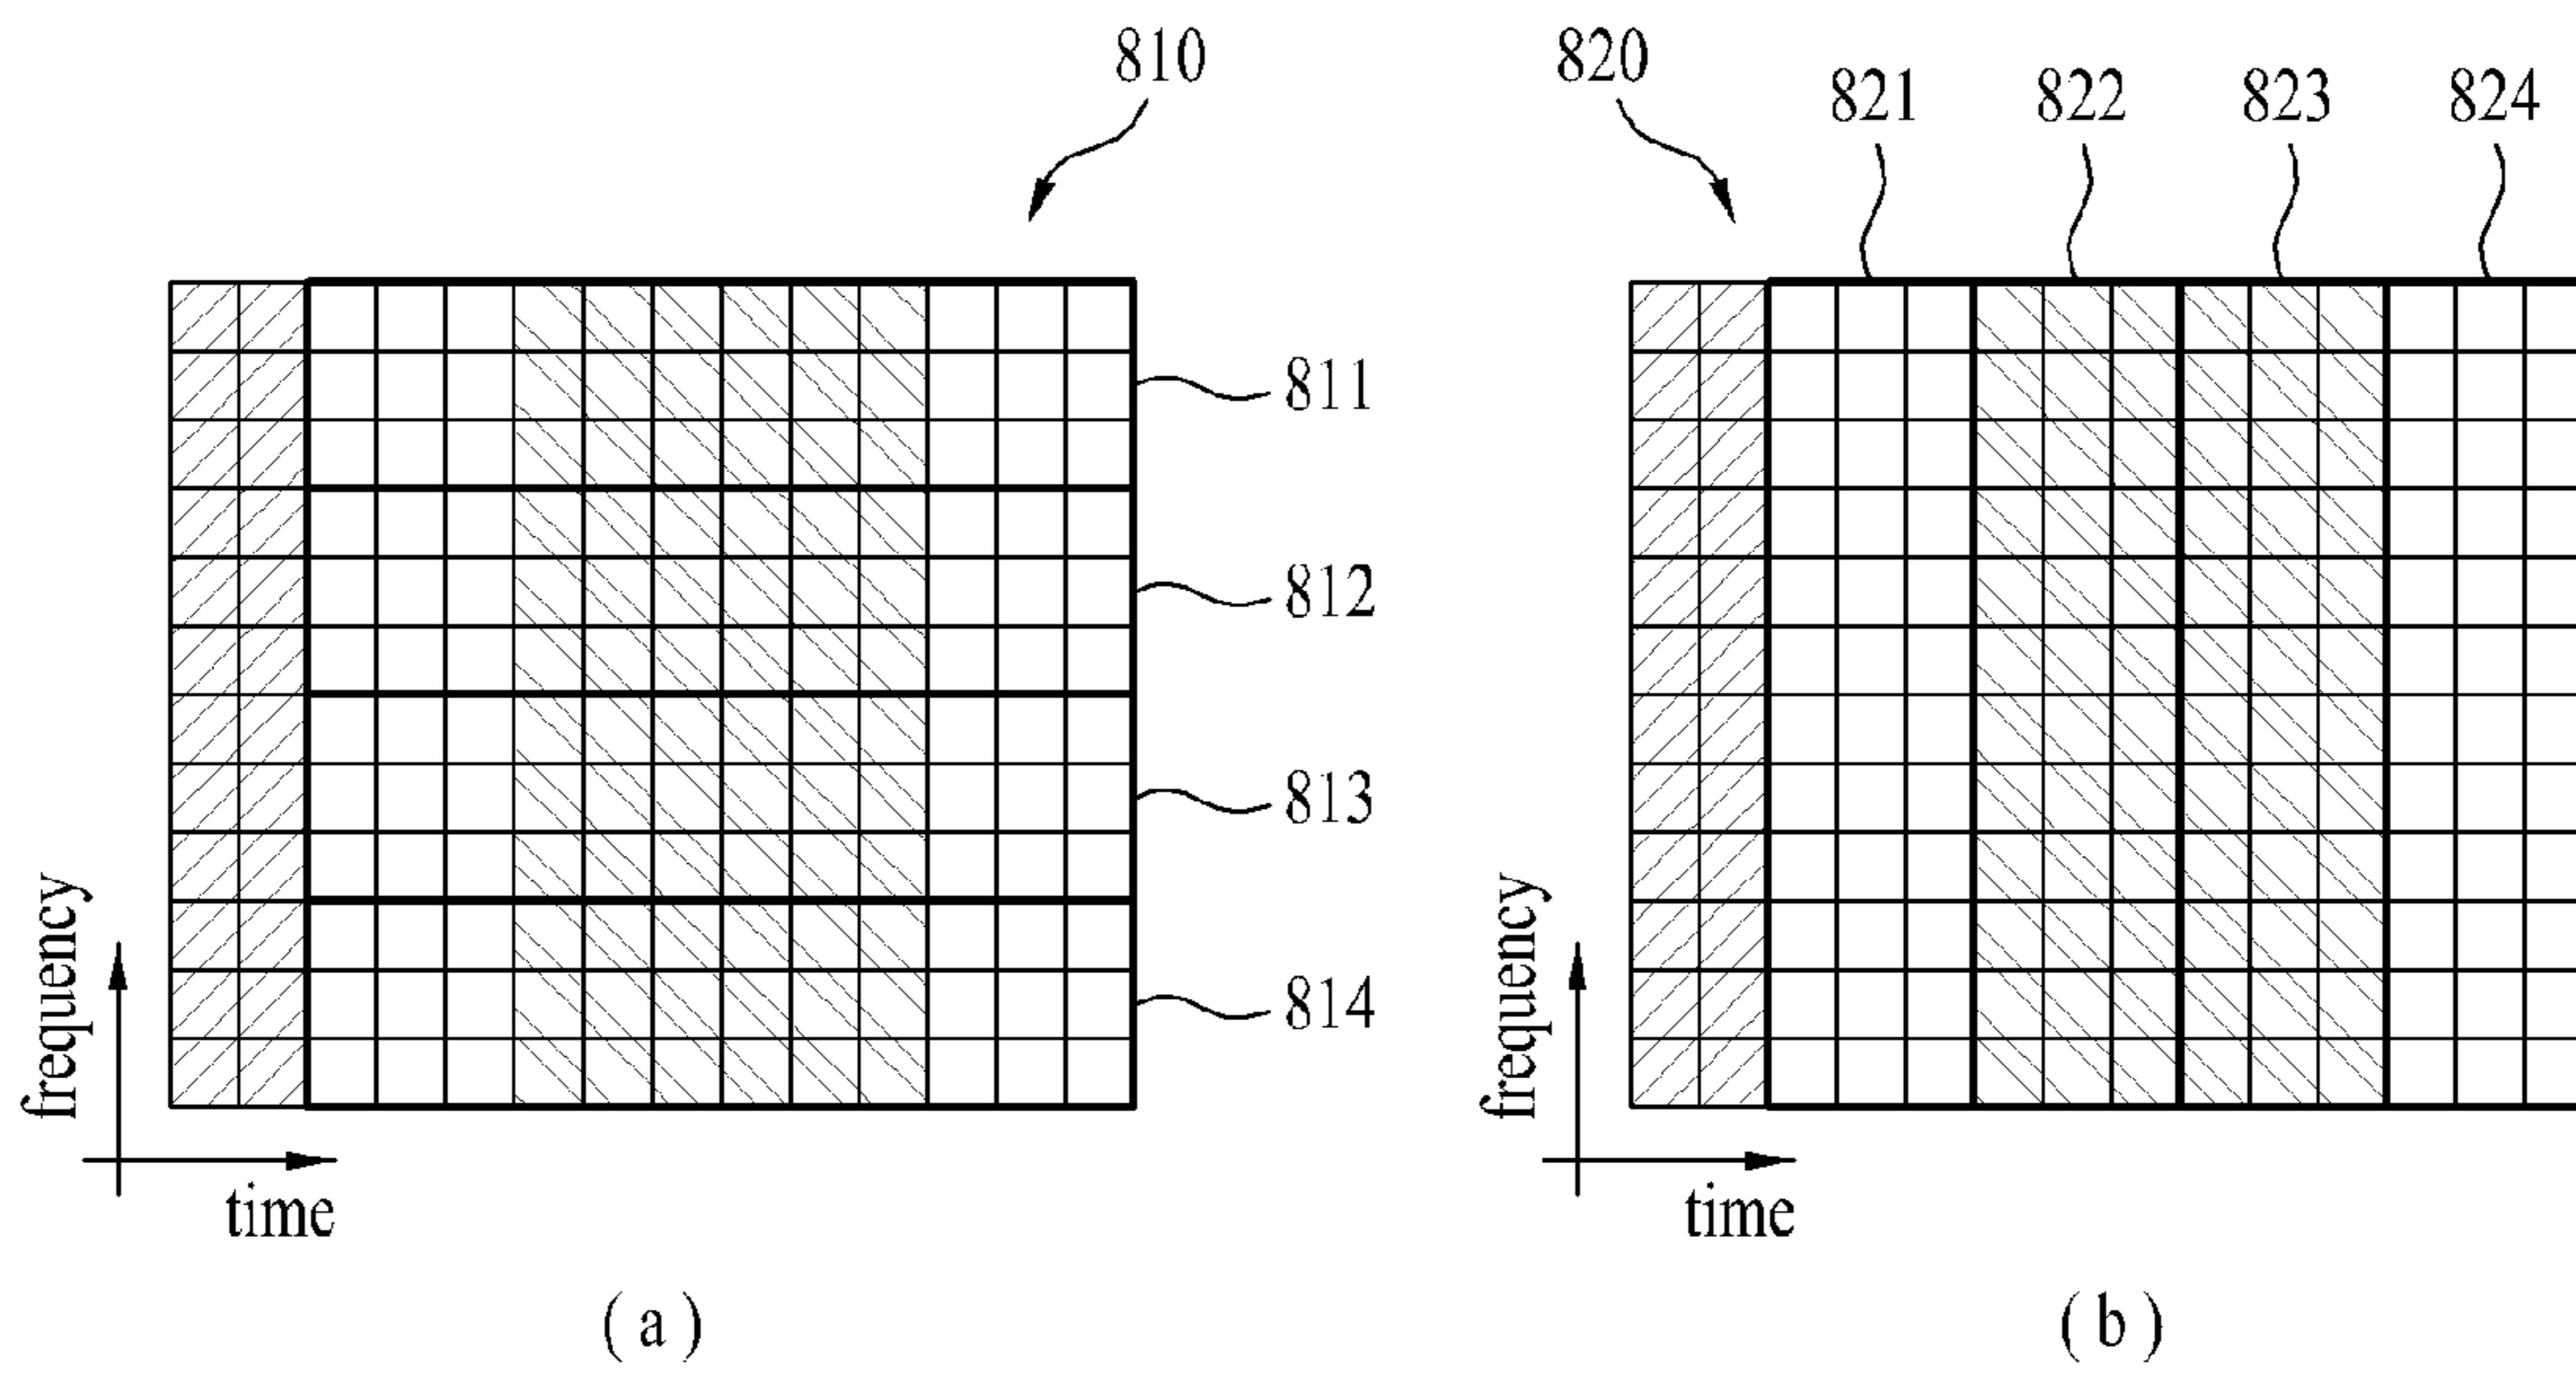 810
811
812
813
814
frequency
time
( a )
820
821 822 823 824
frequency
time
( b )